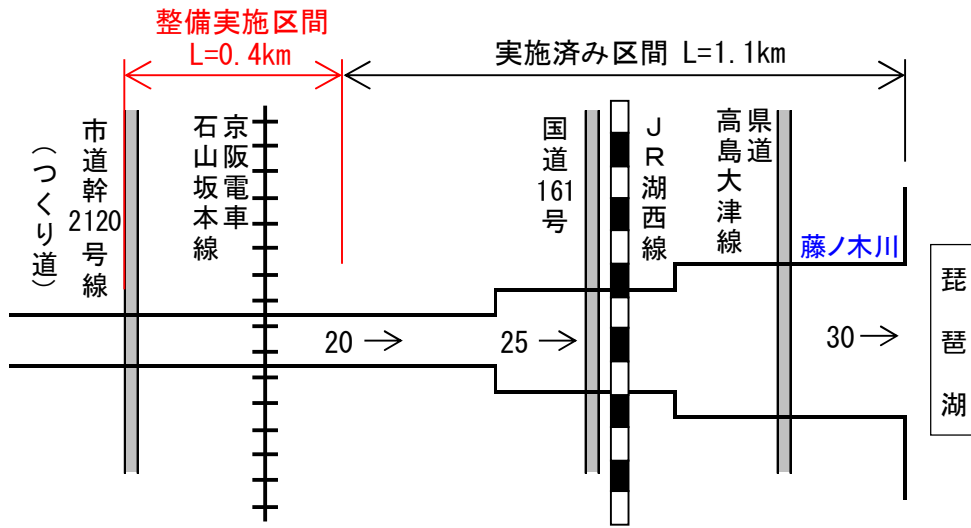 整備実施区間
L=0.4km
実施済み区間 L=1.1km
(つくり道)
市道幹2120号線
京阪電車
石山坂本線
国道161号
JR湖西線
県道
高島大津線
藤ノ木川
琵琶湖
20→
25→
30→